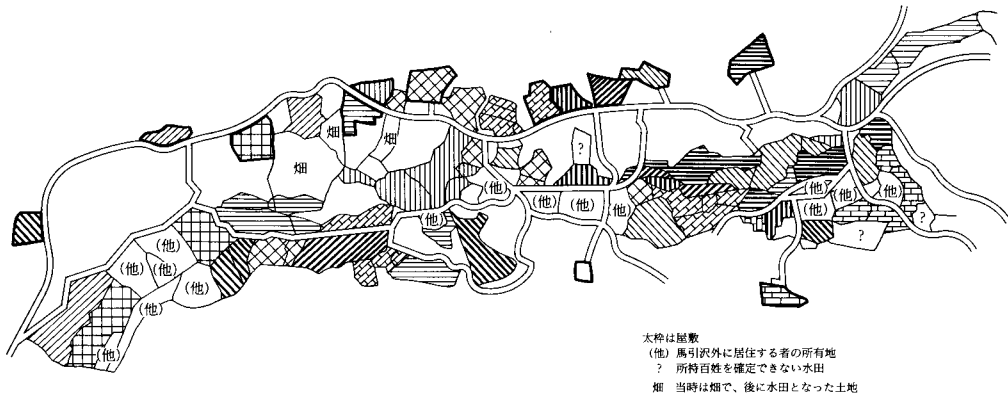 畑
畑
畑
?
(他)
(他)
(他)
(他)
(他)
(他)
(他)
(他)
(他)
?
?
(他)
(他)
(他)
(他)
(他)
(他)
太枠は屋敷
(他) 馬引沢外に居住する者の所有地
? 所持百姓を確定できない水田
畑 当時は畑で、後に水田となった土地